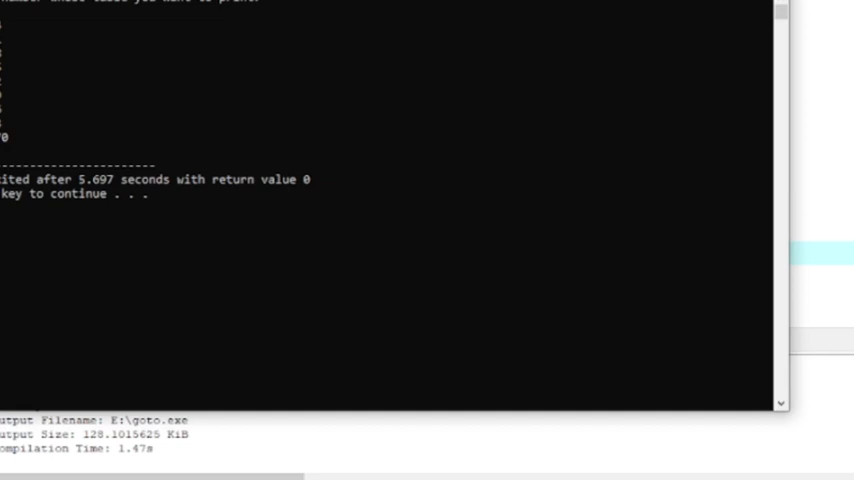 number whose table you want to print?
0
ited after 5.697 seconds with return value 0
key to continue . . .
utput Filename: E:\goto.exe
utput Size: 128.1015625 KiB
ompilation Time: 1.47s